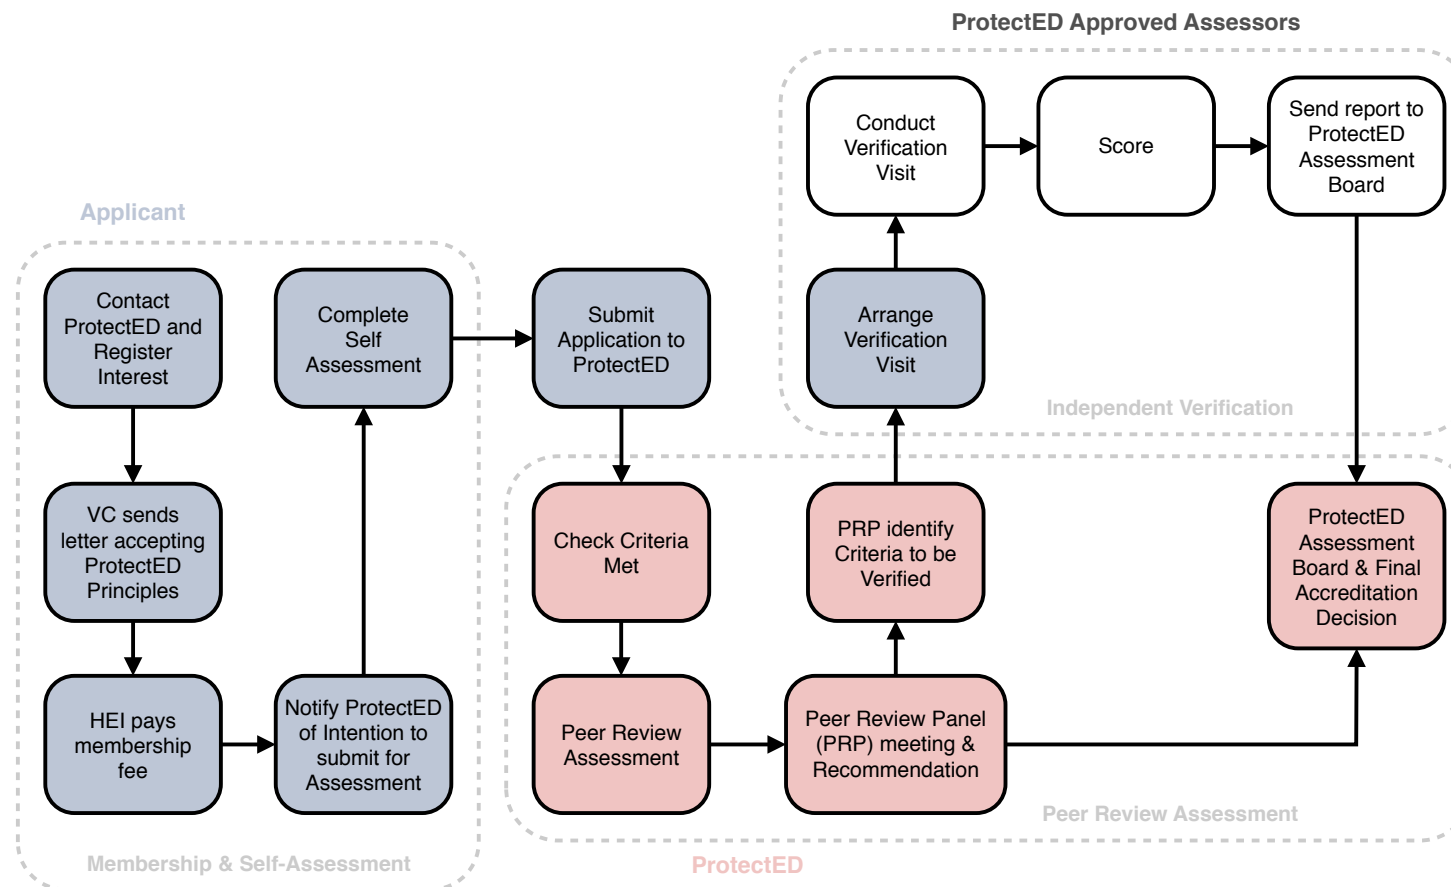 ProtectED Approved Assessors
Conduct
Verification
Visit
Score
Send report to
ProtectED
Assessment
Board
Applicant
Contact
ProtectED and
Register
Interest
Complete
Self
Assessment
Submit
Application to
ProtectED
Arrange
Verification
Visit
Independent Verification
VC sends
letter accepting
ProtectED
Principles
Check Criteria
Met
PRP identify
Criteria to be
Verified
ProtectED
Assessment
Board & Final
Accreditation
Decision
HEI pays
membership
fee
Notify ProtectED
of Intention to
submit for
Assessment
Peer Review
Assessment
Peer Review Panel
(PRP) meeting &
Recommendation
Peer Review Assessment
Membership & Self-Assessment
ProtectED